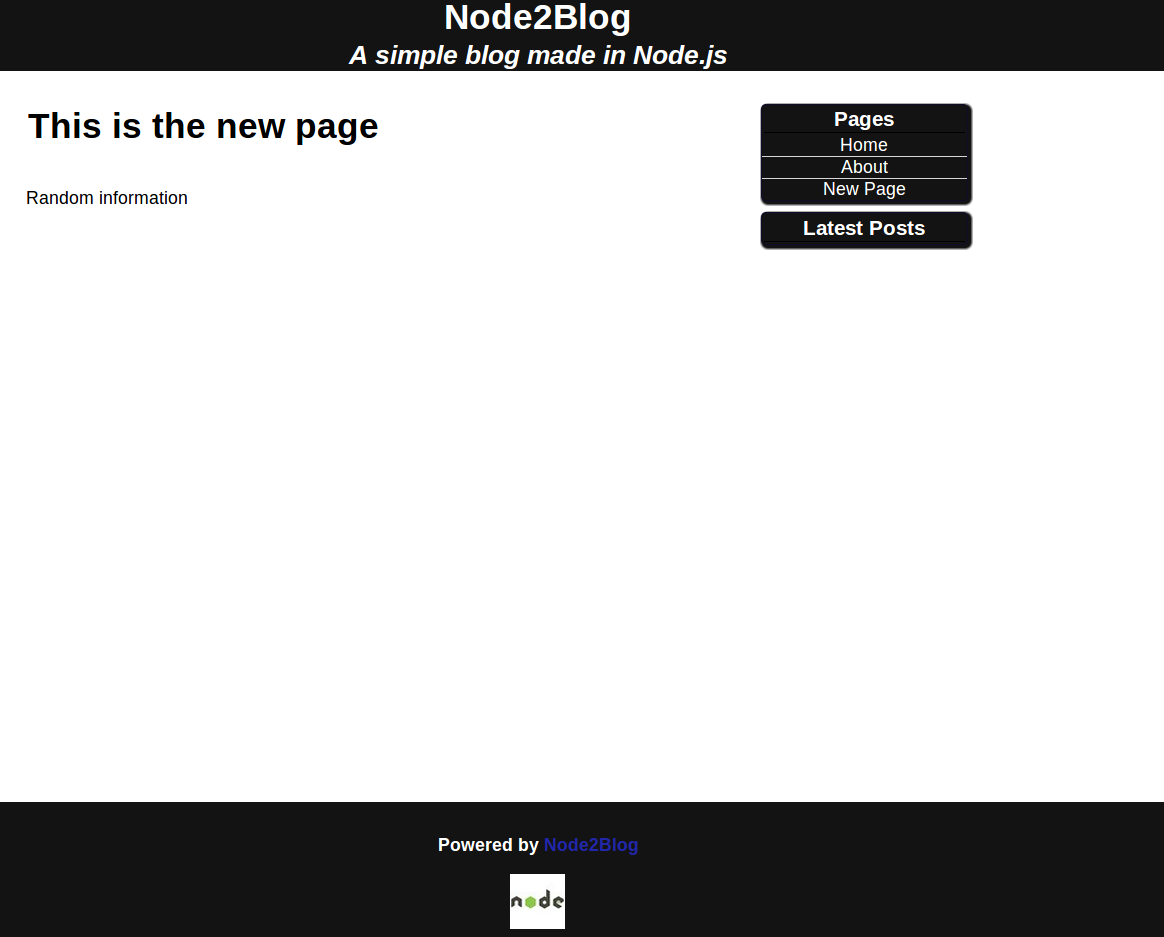 Node2Blog
A simple blog made in Node.js
This is the new page
Random information
Pages
Home
About
New Page
Latest Posts
Powered by Node2Blog
node